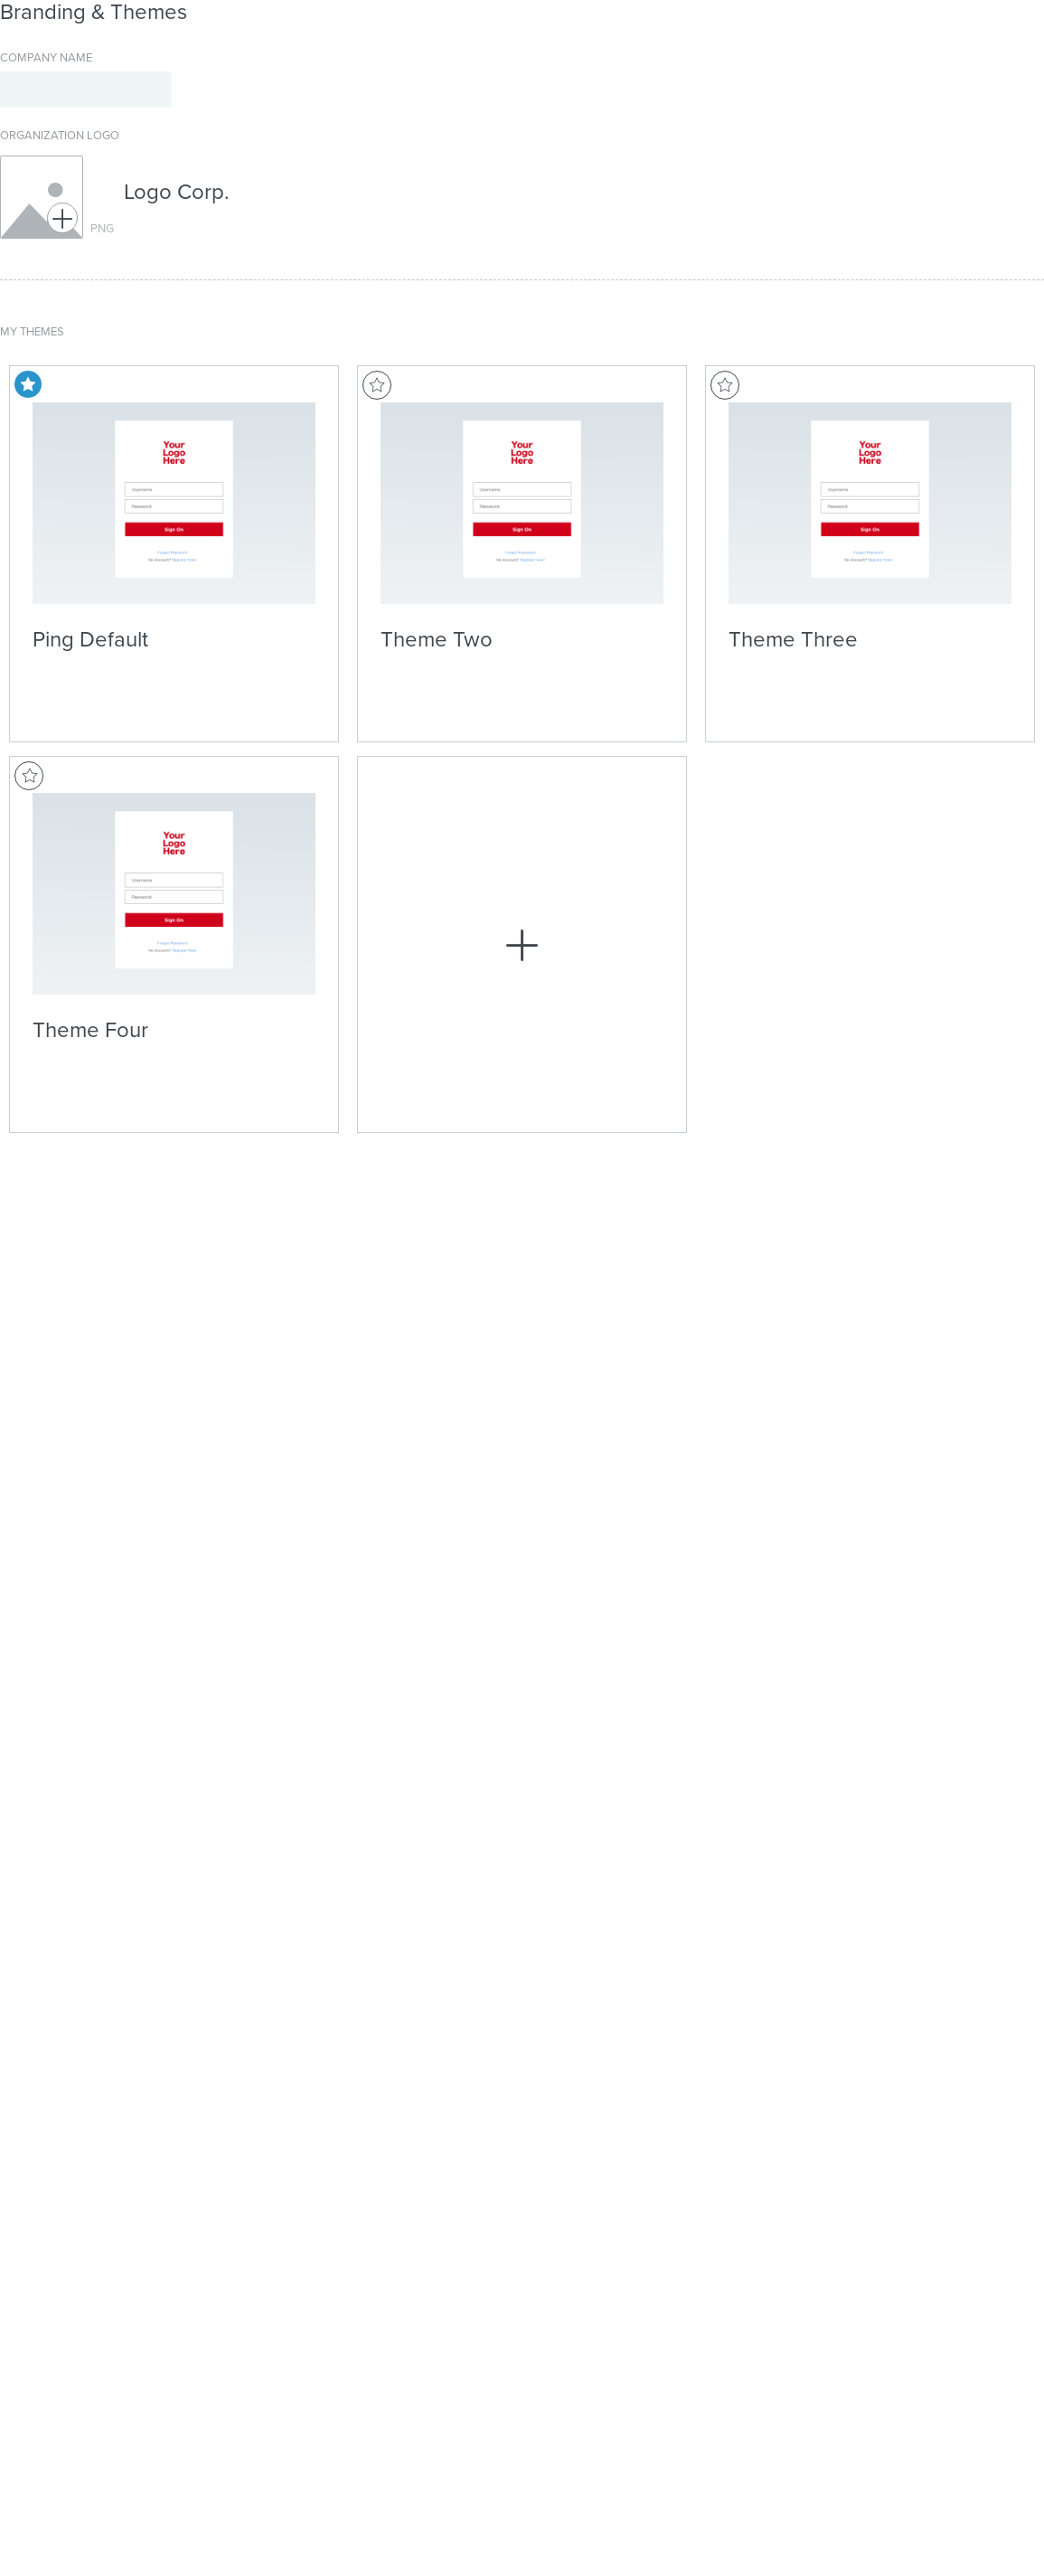 Branding & Themes
COMPANY NAME
ORGANIZATION LOGO
Logo Corp.
PNG
MY THEMES
Your
Logo
Here
Username
Password
Sign On
Forgot Password
No Account? Register Now!
Ping Default
Your
Logo
Here
Username
Password
Sign On
Forgot Password
No Account? Register Now!
Theme Two
Your
Logo
Here
Username
Password
Sign On
Forgot Password
No Account? Register Now!
Theme Three
Your
Logo
Here
Username
Password
Sign On
Forgot Password
No Account? Register Now!
Theme Four